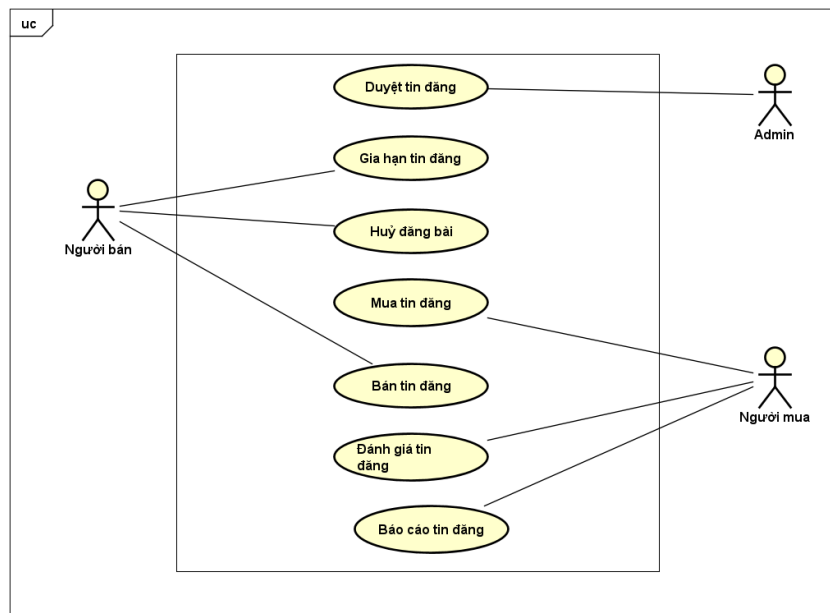 uc
Duyệt tin đăng
Admin
Gia hạn tin đăng
Người bán
Huỷ đăng bài
Mua tin đăng
Bán tin đăng
Người mua
Đánh giá tin
đăng
Báo cáo tin đăng